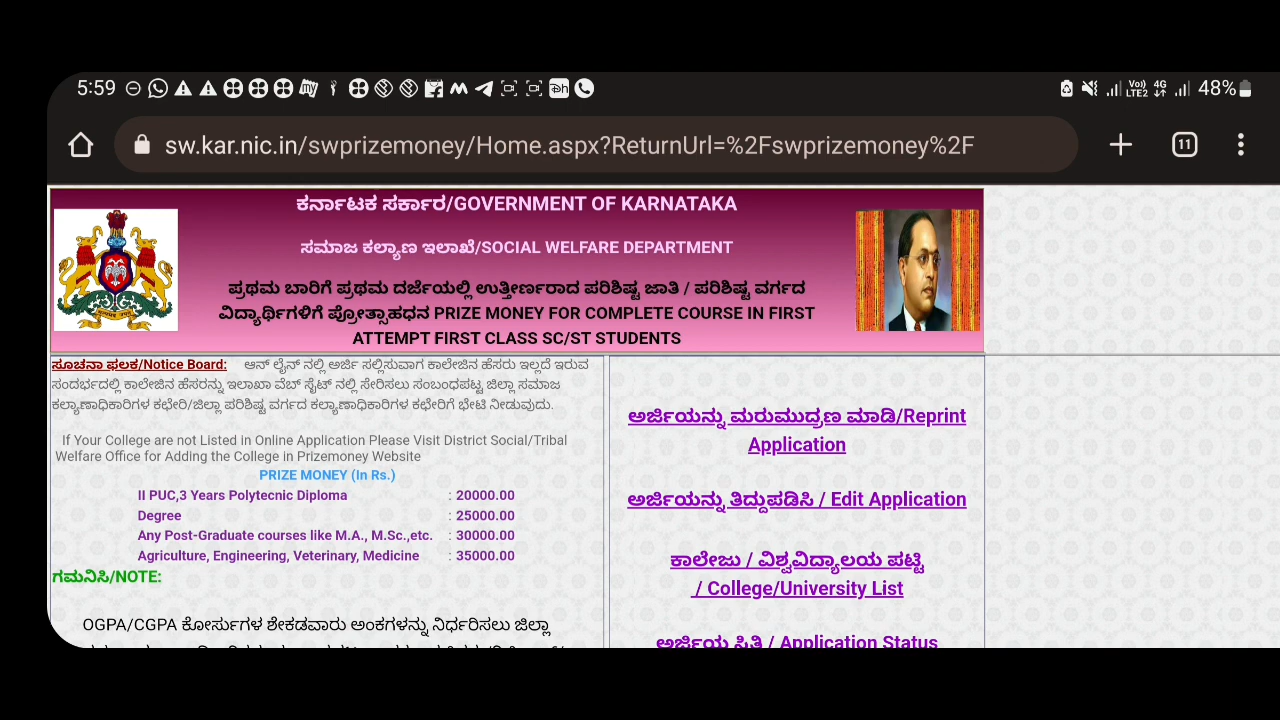 5:59
Vo)) LTE2 4G 48%
sw.kar.nic.in/swprizemoney/Home.aspx?ReturnUrl=%2Fswprizemoney%2F
11
ಕರ್ನಾಟಕ ಸರ್ಕಾರ/GOVERNMENT OF KARNATAKA
ಸಮಾಜ ಕಲ್ಯಾಣ ಇಲಾಖೆ/SOCIAL WELFARE DEPARTMENT
ಪ್ರಥಮ ಬಾರಿಗೆ ಪ್ರಥಮ ದರ್ಜೆಯಲ್ಲಿ ಉತ್ತೀರ್ಣರಾದ ಪರಿಶಿಷ್ಟ ಜಾತಿ / ಪರಿಶಿಷ್ಟ ವರ್ಗದ
ವಿದ್ಯಾರ್ಥಿಗಳಿಗೆ ಪ್ರೋತ್ಸಾಹಧನ PRIZE MONEY FOR COMPLETE COURSE IN FIRST
ATTEMPT FIRST CLASS SC/ST STUDENTS
ಸೂಚನಾ ಫಲಕ/Notice Board: ಆನ್ ಲೈನ್ ನಲ್ಲಿ ಅರ್ಜಿ ಸಲ್ಲಿಸುವಾಗ ಕಾಲೇಜಿನ ಹೆಸರು ಇಲ್ಲದೆ ಇರುವ
ಸಂದರ್ಭದಲ್ಲಿ ಕಾಲೇಜಿನ ಹೆಸರನ್ನು ಇಲಾಖಾ ವೆಬ್ ಸೈಟ್ ನಲ್ಲಿ ಸೇರಿಸಲು ಸಂಬಂಧಪಟ್ಟ ಜಿಲ್ಲಾ ಸಮಾಜ
ಕಲ್ಯಾಣಾಧಿಕಾರಿಗಳ ಕಛೇರಿ/ಜಿಲ್ಲಾ ಪರಿಶಿಷ್ಟ ವರ್ಗದ ಕಲ್ಯಾಣಾಧಿಕಾರಿಗಳ ಕಛೇರಿಗೆ ಭೇಟಿ ನೀಡುವುದು.
If Your College are not Listed in Online Application Please Visit District Social/Tribal
Welfare Office for Adding the College in Prizemoney Website
PRIZE MONEY (In Rs.)
II PUC,3 Years Polytecnic Diploma : 20000.00
Degree : 25000.00
Any Post-Graduate courses like M.A., M.Sc.,etc. : 30000.00
Agriculture, Engineering, Veterinary, Medicine : 35000.00
ಗಮನಿಸಿ/NOTE:
OGPA/CGPA ಕೋರ್ಸುಗಳ ಶೇಕಡವಾರು ಅಂಕಗಳನ್ನು ನಿರ್ಧರಿಸಲು ಜಿಲ್ಲಾ
ಅರ್ಜಿಯನ್ನು ಮರುಮುದ್ರಣ ಮಾಡಿ/Reprint
Application
ಅರ್ಜಿಯನ್ನು ತಿದ್ದುಪಡಿಸಿ / Edit Application
ಕಾಲೇಜು / ವಿಶ್ವವಿದ್ಯಾಲಯ ಪಟ್ಟಿ
/ College/University List
ಅರ್ಜಿಯ ಸ್ಥಿತಿ / Application Status